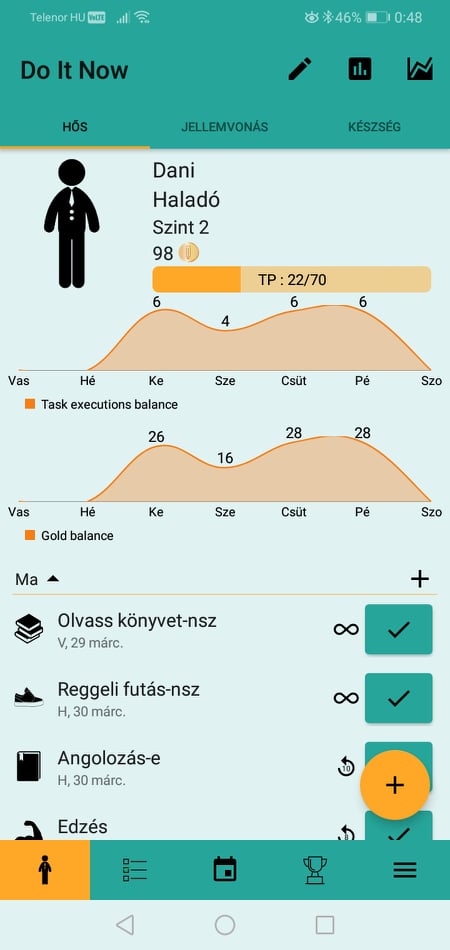 Telenor HU VoLTE 46% 0:48
Do It Now
HŐS JELLEMVONÁS KÉSZSÉG
Dani
Haladó
Szint 2
98
TP : 22/70
6 4 6 6
Vas Hé Ke Sze Csüt Pé Szo
Task executions balance
26 16 28 28
Vas Hé Ke Sze Csüt Pé Szo
Gold balance
Ma
Olvass könyvet-nsz
V, 29 márc.
Reggeli futás-nsz
H, 30 márc.
Angolozás-e
H, 30 márc.
10
Edzés